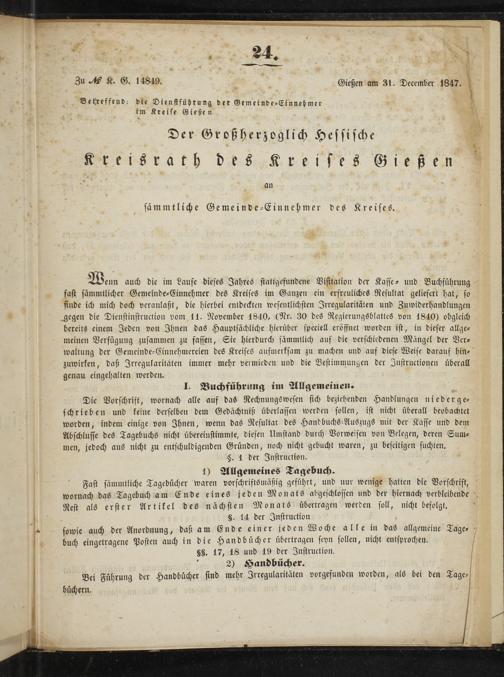 24.
Zu № K. G. 14849.
Gießen am 31. December 1847.
Betreffend: die Dienstführung der Gemeinde-Einnehmer
im Kreise Gießen
Der Großherzoglich Hessische
Kreisrath des Kreises Gießen
an
sämmtliche Gemeinde-Einnehmer des Kreises.
Wenn auch die im Laufe dieses Jahres stattgefundene Visitation der Kasse- und Buchführung
fast sämmtlicher Gemeinde-Einnehmer des Kreises im Ganzen ein erfreuliches Resultat geliefert hat, so
finde ich mich doch veranlaßt, die hierbei entdeckten wesentlichsten Irregularitäten und Zuwiderhandlungen
gegen die Dienstinstruction vom 11. November 1840, (Nr. 30 des Regierungsblattes von 1840) obgleich
bereits einem Jeden von Ihnen das Hauptsächliche hierüber speciell eröffnet worden ist, in dieser allge-
meinen Verfügung zusammen zu fassen, Sie hierdurch sämmtlich auf die verschiedenen Mängel der Ver-
waltung der Gemeinde-Einnehmereien des Kreises aufmerksam zu machen und auf diese Weise darauf hin-
zuwirken, daß Irregularitäten immer mehr vermieden und die Bestimmungen der Instructionen überall
genau eingehalten werden.
I. Buchführung im Allgemeinen.
Die Vorschrift, wornach alle auf das Rechnungswesen sich beziehenden Handlungen niederge-
schrieben und keine derselben dem Gedächtniß überlassen werden sollen, ist nicht überall beobachtet
worden, indem einige von Ihnen, wenn das Resultat des Handbuchs-Auszugs mit der Kasse und dem
Abschlusse des Tagebuchs nicht übereinstimmte, diesen Umstand durch Vorweisen von Belegen, deren Sum-
men, jedoch aus nicht zu entschuldigenden Gründen, noch nicht gebucht waren, zu beseitigen suchten.
§. 1 der Instruction.
1) Allgemeines Tagebuch.
Fast sämmtliche Tagebücher waren vorschriftsmäßig geführt, und nur wenige hatten die Vorschrift,
wornach das Tagebuch am Ende eines jeden Monats abgeschlossen und der hiernach verbleibende
Rest als erster Artikel des nächsten Monats übertragen werden soll, nicht befolgt.
§. 14 der Instruction
sowie auch der Anordnung, daß am Ende einer jeden Woche alle in das allgemeine Tage-
buch eingetragene Posten auch in die Handbücher übertragen seyn sollen, nicht entsprochen.
§§. 17, 18 und 19 der Instruction.
2) Handbücher.
Bei Führung der Handbücher sind mehr Irregularitäten vorgefunden worden, als bei den Tage-
büchern.